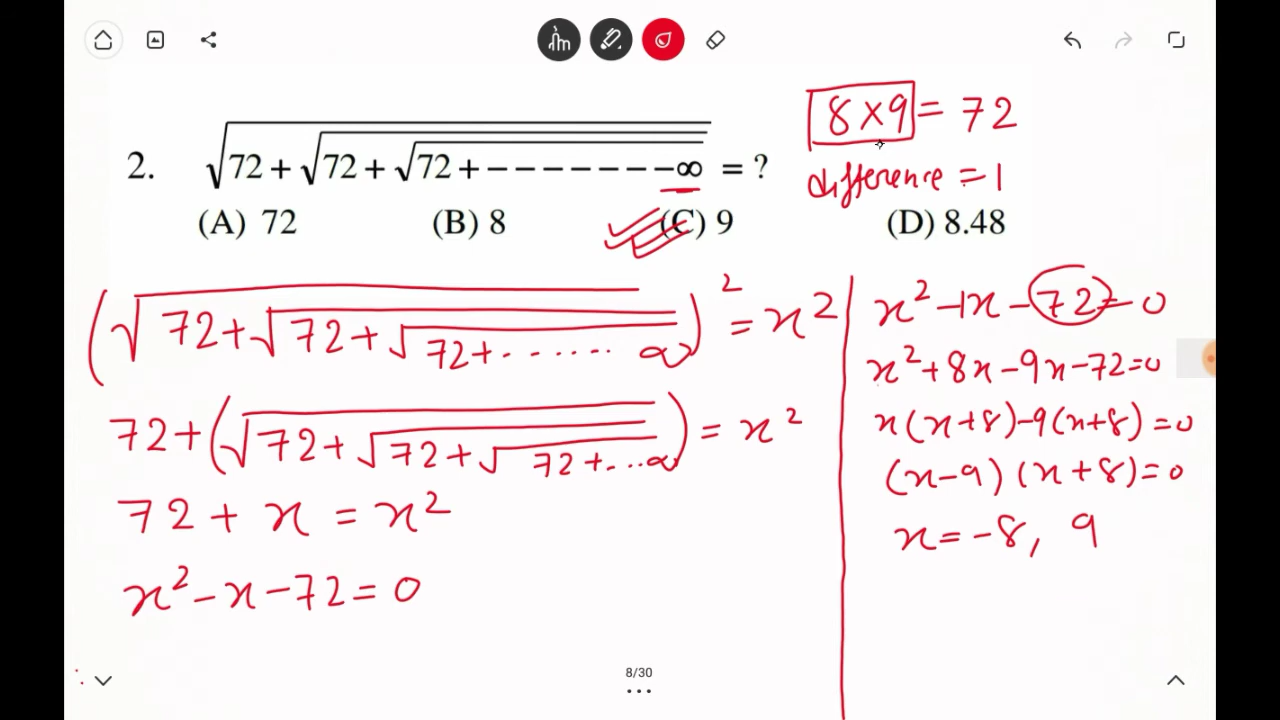 8×9 = 72
difference = 1
2. √72 + √72 + √72 + − − − − − − − −∞ = ?
(A) 72 (B) 8 (C) 9 (D) 8.48
(√72+√72+√72+...... ∞)² = x²
72+(√72+√72+√72+...∞) = x²
72 + x = x²
x² − x − 72 = 0
x² − 1x − 72 = 0
x² + 8x − 9x − 72 = 0
x(x+8) − 9(x+8) = 0
(x−9) (x+8) = 0
x = −8, 9
8/30